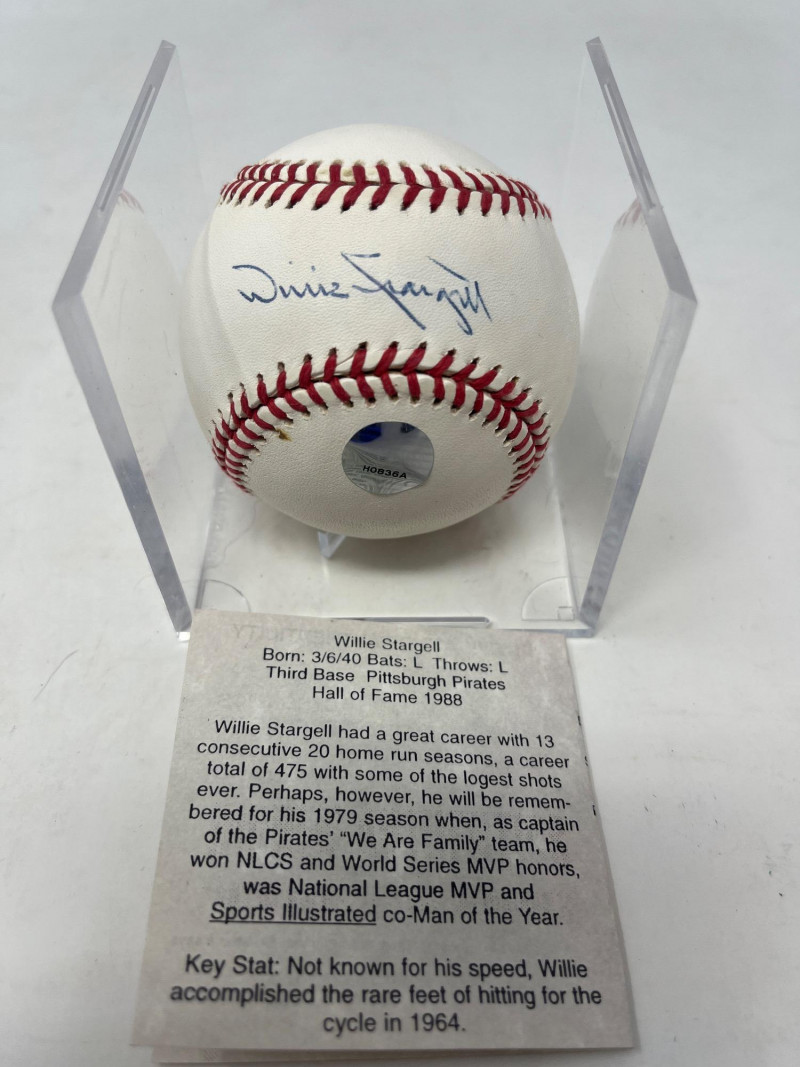 Willie Stargell
H0836A
Willie Stargell
Born: 3/6/40 Bats: L Throws: L
Third Base Pittsburgh Pirates
Hall of Fame 1988
Willie Stargell had a great career with 13
consecutive 20 home run seasons, a career
total of 475 with some of the logest shots
ever. Perhaps, however, he will be remem-
bered for his 1979 season when, as captain
of the Pirates' “We Are Family” team, he
won NLCS and World Series MVP honors,
was National League MVP and
Sports Illustrated co-Man of the Year.
Key Stat: Not known for his speed, Willie
accomplished the rare feet of hitting for the
cycle in 1964.